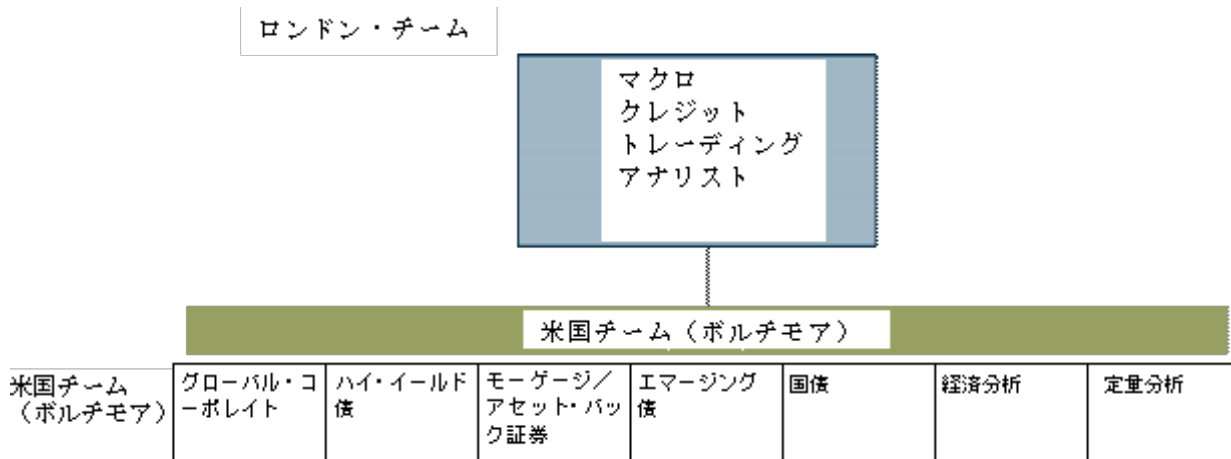 ロンドン・チーム
マクロ
クレジット
トレーディング
アナリスト
米国チーム（ボルチモア）
米国チーム
（ボルチモア）
グローバル・コ
ーポレイト
ハイ・イールド
債
モーゲージ／
アセット・バッ
ク証券
エマージング
債
国債
経済分析
定量分析